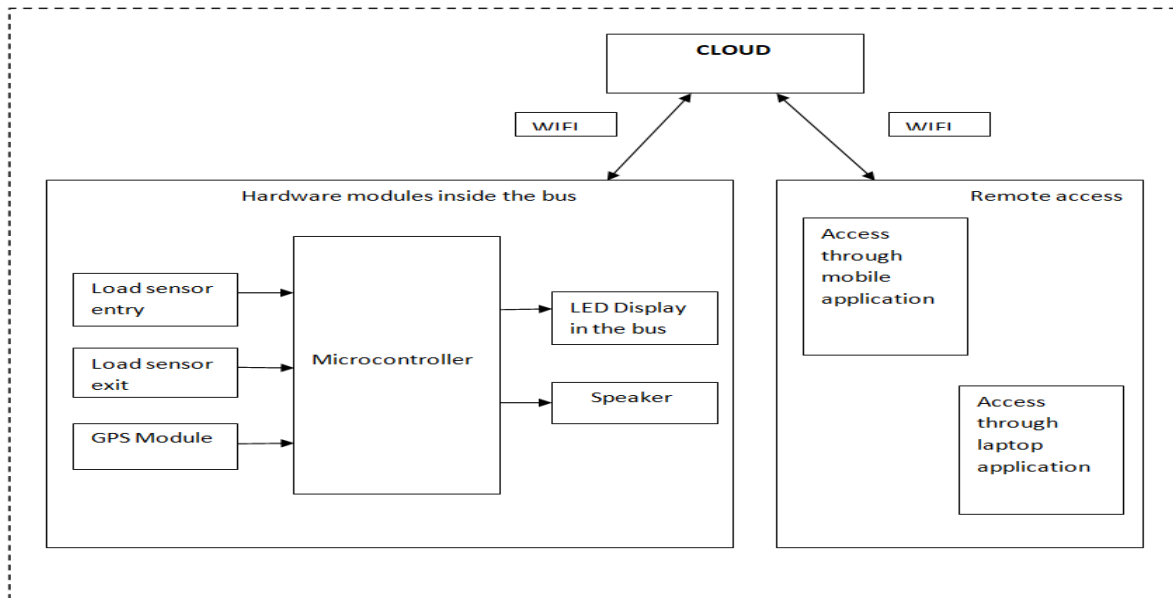 CLOUD
WIFI
WIFI
Hardware modules inside the bus
Load sensor
entry
Load sensor
exit
GPS Module
Microcontroller
LED Display
in the bus
Speaker
Remote access
Access
through
mobile
application
Access
through
laptop
application